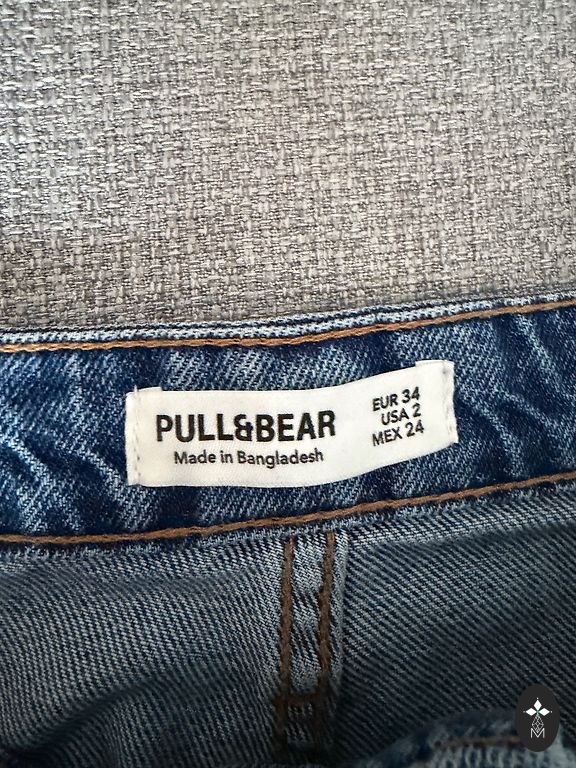 PULL&BEAR
Made in Bangladesh
EUR 34
USA 2
MEX 24
M